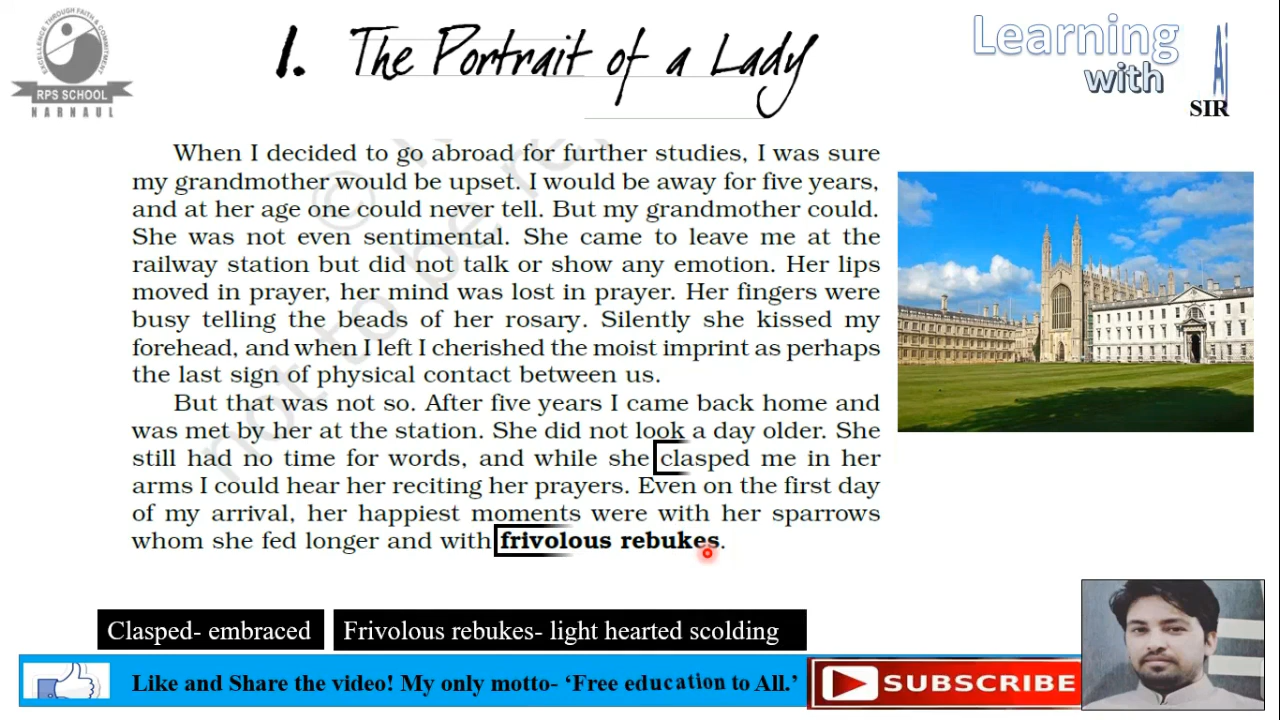 EXCELLENCE THROUGH FAITH & COMMITMENT
RPS SCHOOL
NARNAUL
1. The Portrait of a Lady
Learning
with
Aj
SIR
When I decided to go abroad for further studies, I was sure
my grandmother would be upset. I would be away for five years,
and at her age one could never tell. But my grandmother could.
She was not even sentimental. She came to leave me at the
railway station but did not talk or show any emotion. Her lips
moved in prayer, her mind was lost in prayer. Her fingers were
busy telling the beads of her rosary. Silently she kissed my
forehead, and when I left I cherished the moist imprint as perhaps
the last sign of physical contact between us.
But that was not so. After five years I came back home and
was met by her at the station. She did not look a day older. She
still had no time for words, and while she clasped me in her
arms I could hear her reciting her prayers. Even on the first day
of my arrival, her happiest moments were with her sparrows
whom she fed longer and with frivolous rebukes.
not to be re
Clasped- embraced
Frivolous rebukes- light hearted scolding
Like and Share the video! My only motto- ‘Free education to All.’
SUBSCRIBE